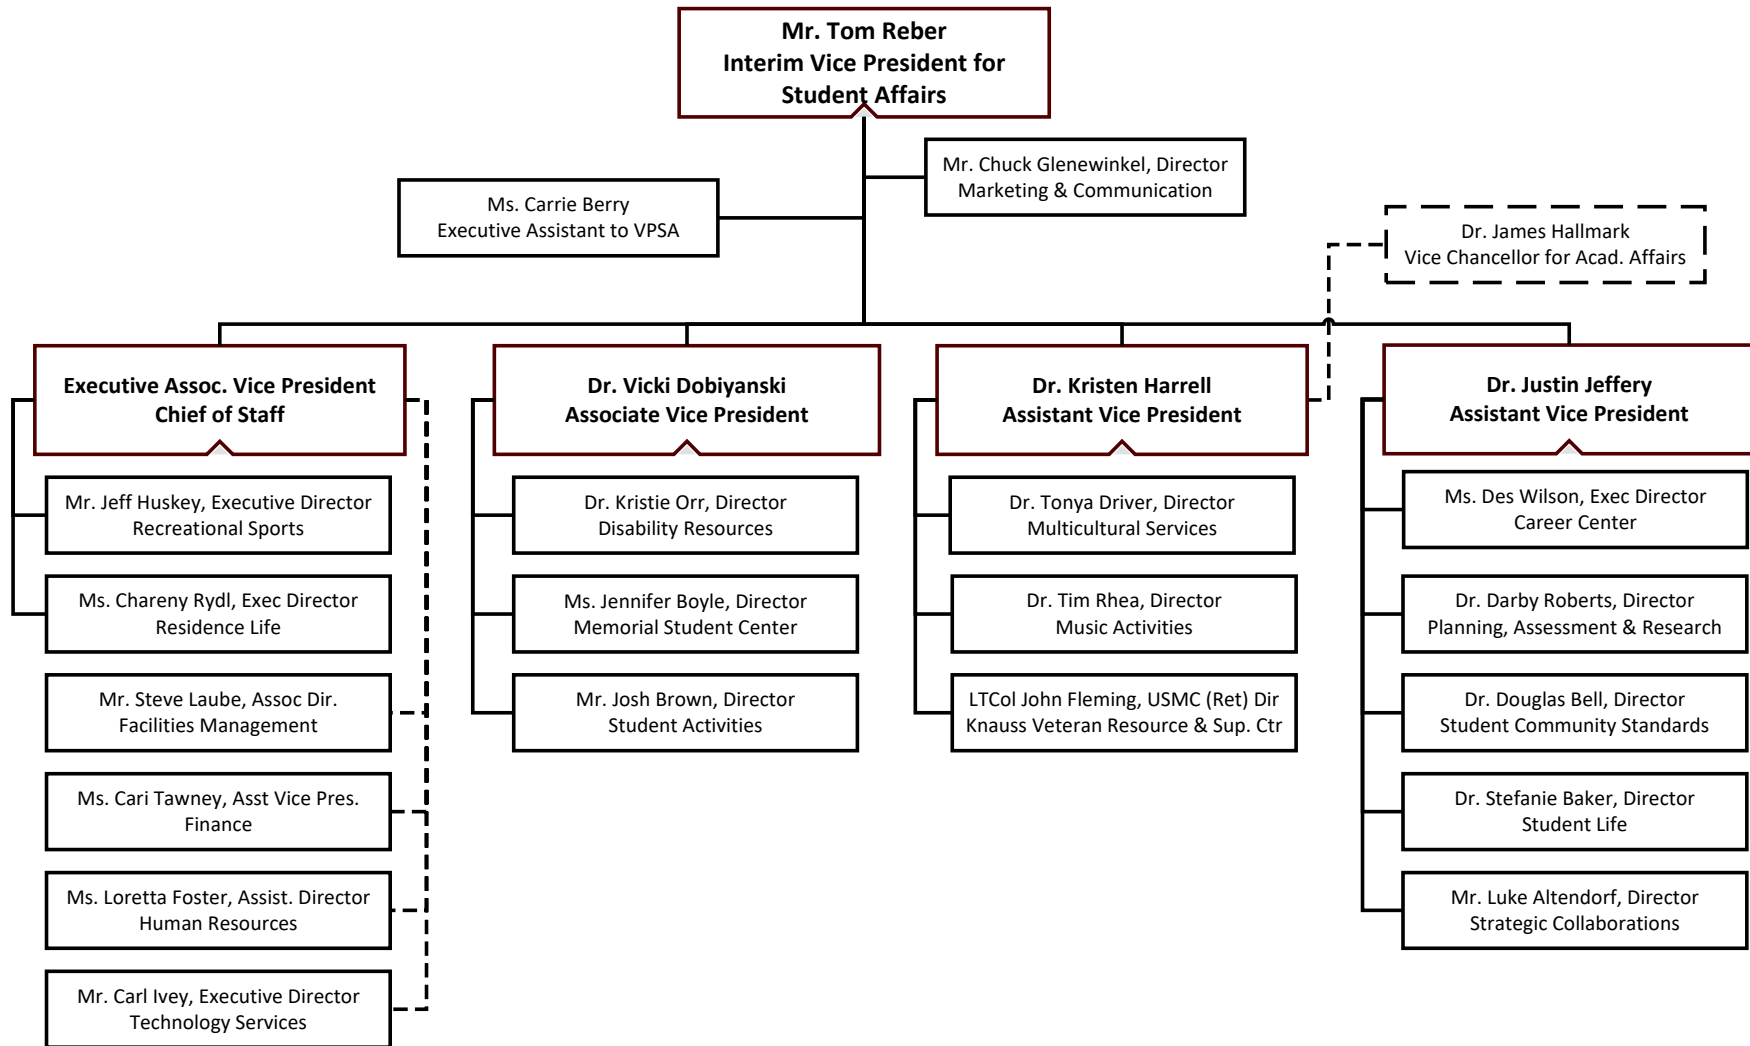 Mr. Tom Reber
Interim Vice President for
Student Affairs
Mr. Chuck Glenewinkel, Director
Marketing & Communication
Ms. Carrie Berry
Executive Assistant to VPSA
Dr. James Hallmark
Vice Chancellor for Acad. Affairs
Executive Assoc. Vice President
Chief of Staff
Mr. Jeff Huskey, Executive Director
Recreational Sports
Ms. Chareny Rydl, Exec Director
Residence Life
Mr. Steve Laube, Assoc Dir.
Facilities Management
Ms. Cari Tawney, Asst Vice Pres.
Finance
Ms. Loretta Foster, Assist. Director
Human Resources
Mr. Carl Ivey, Executive Director
Technology Services
Dr. Vicki Dobiyanski
Associate Vice President
Dr. Kristie Orr, Director
Disability Resources
Ms. Jennifer Boyle, Director
Memorial Student Center
Mr. Josh Brown, Director
Student Activities
Dr. Kristen Harrell
Assistant Vice President
Dr. Tonya Driver, Director
Multicultural Services
Dr. Tim Rhea, Director
Music Activities
LTCol John Fleming, USMC (Ret) Dir
Knauss Veteran Resource & Sup. Ctr
Dr. Justin Jeffery
Assistant Vice President
Ms. Des Wilson, Exec Director
Career Center
Dr. Darby Roberts, Director
Planning, Assessment & Research
Dr. Douglas Bell, Director
Student Community Standards
Dr. Stefanie Baker, Director
Student Life
Mr. Luke Altendorf, Director
Strategic Collaborations